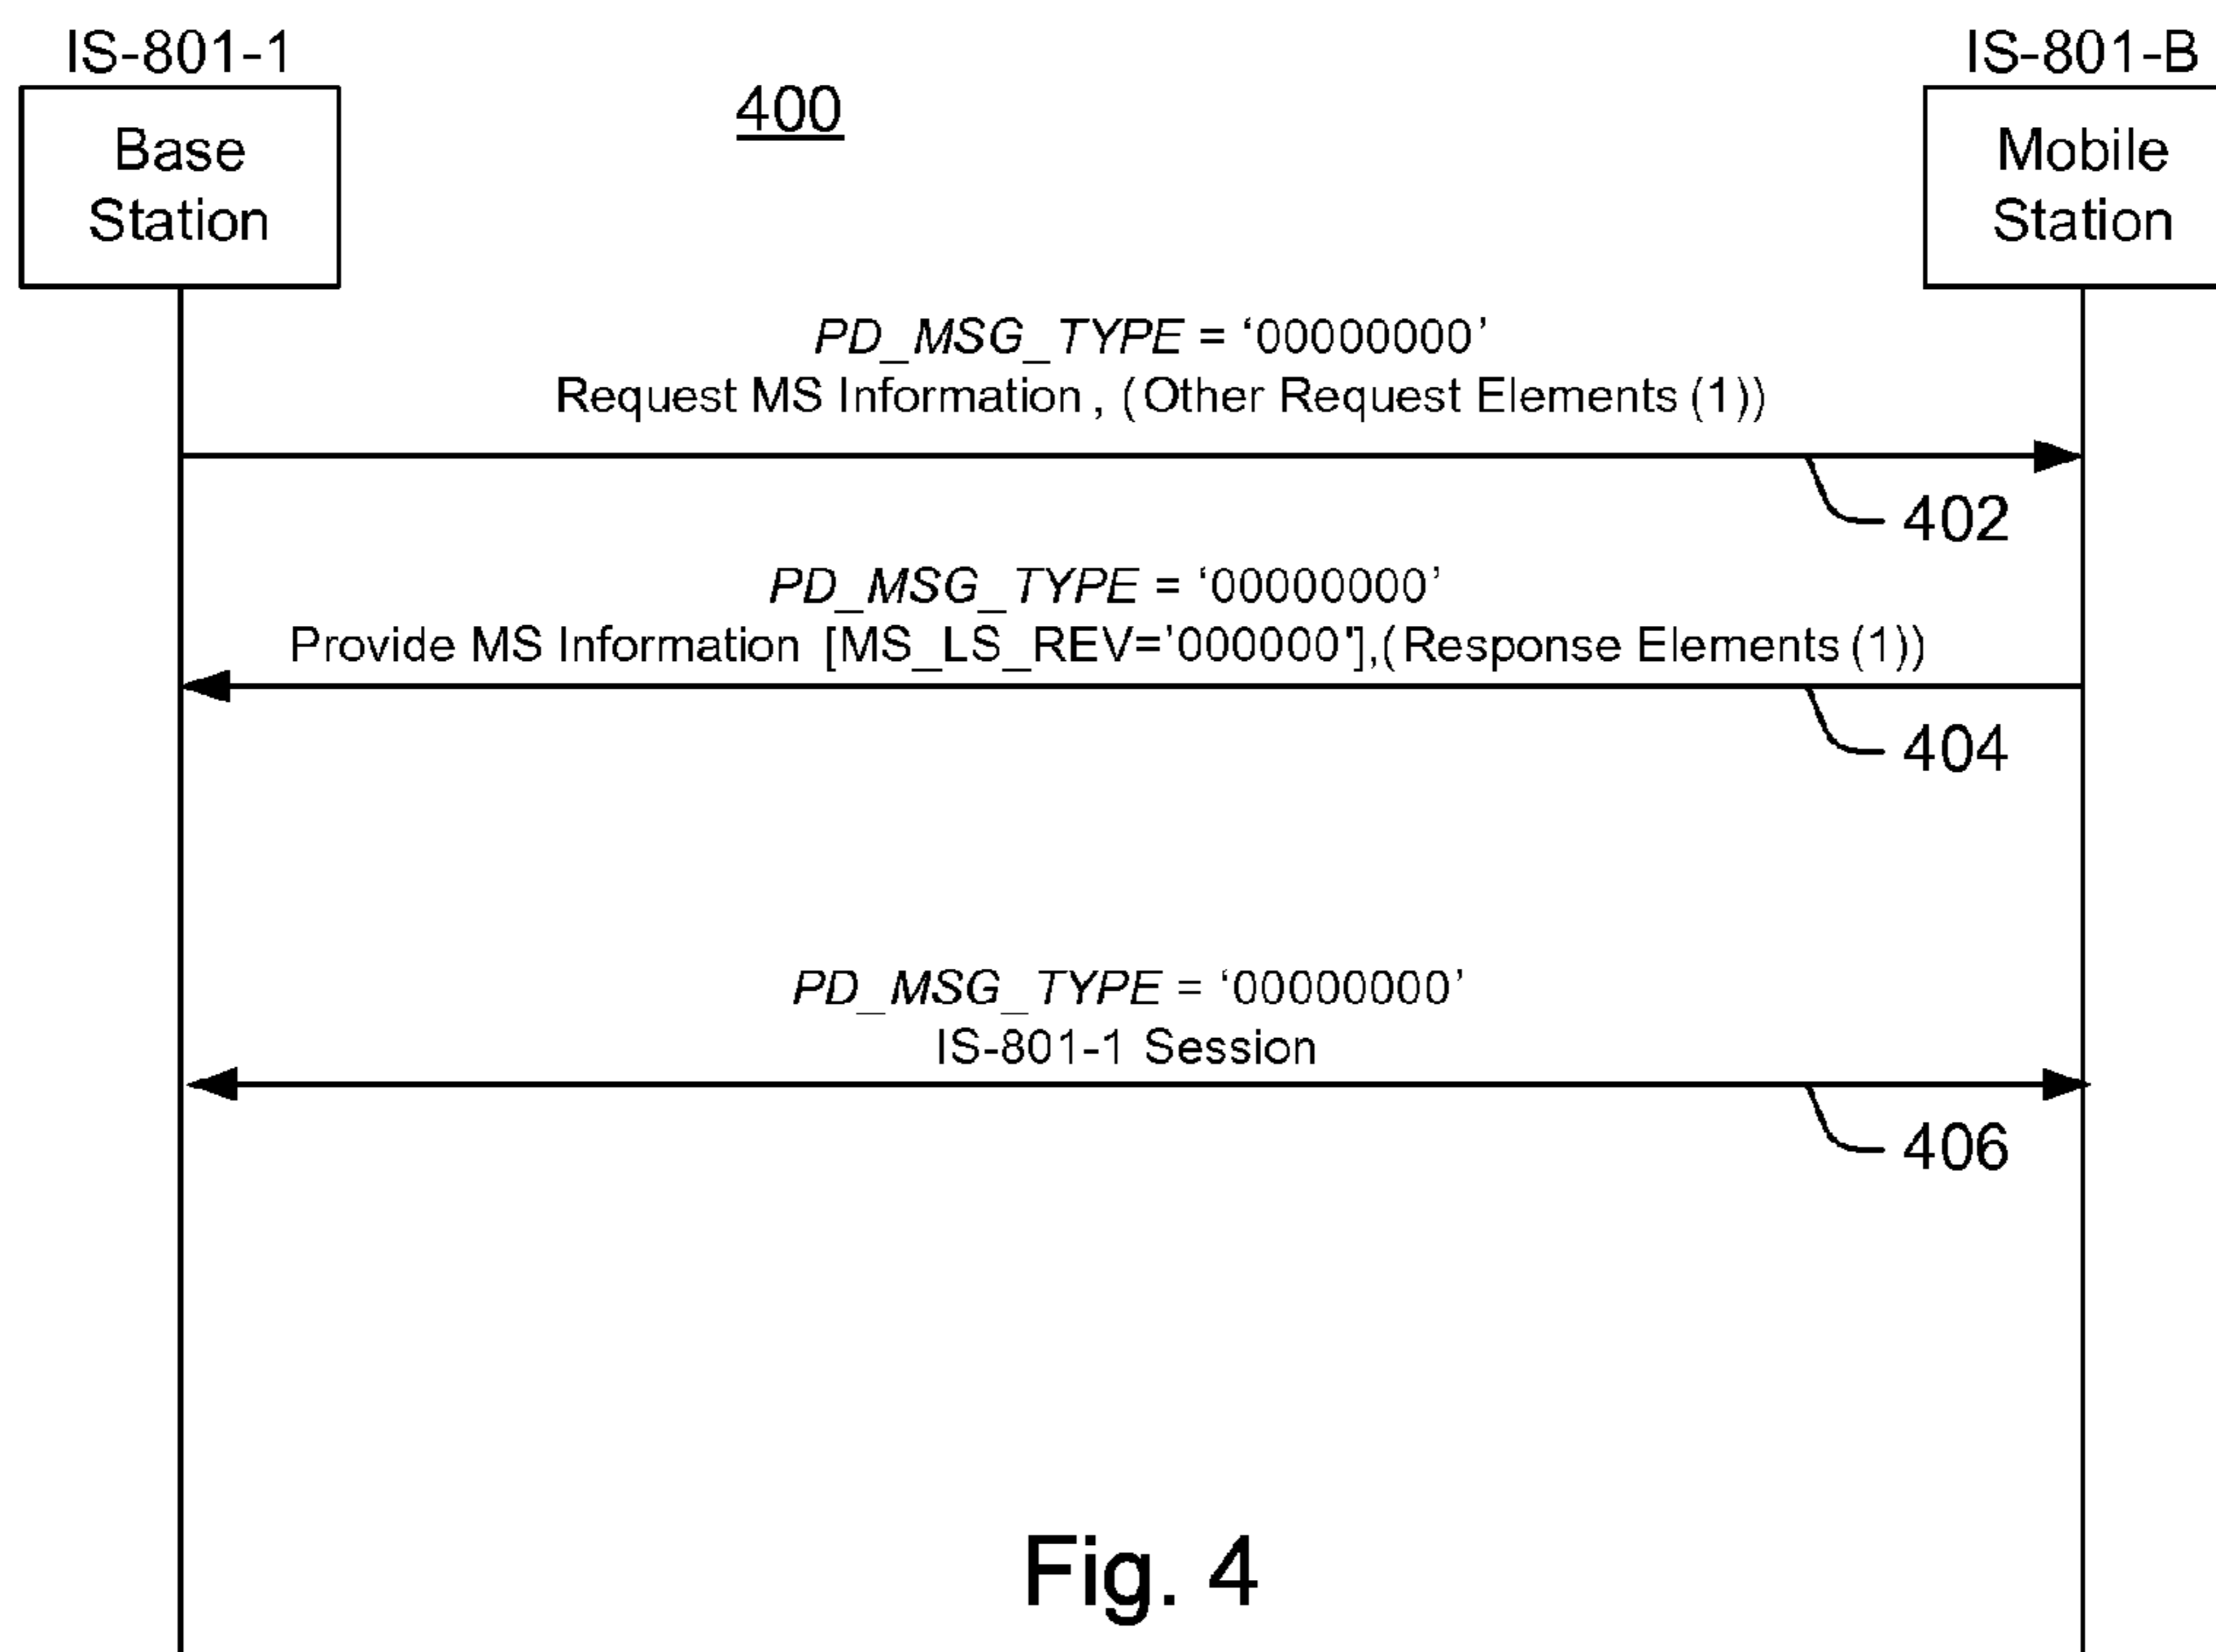 IS-801-1
IS-801-B
400
Base
Station
Mobile
Station
PD_MSG_TYPE = ‘00000000’
Request MS Information , (Other Request Elements (1))
402
PD_MSG_TYPE = ‘00000000’
Provide MS Information [MS_LS_REV='000000'],(Response Elements (1))
404
PD_MSG_TYPE = ‘00000000’
IS-801-1 Session
406
Fig. 4